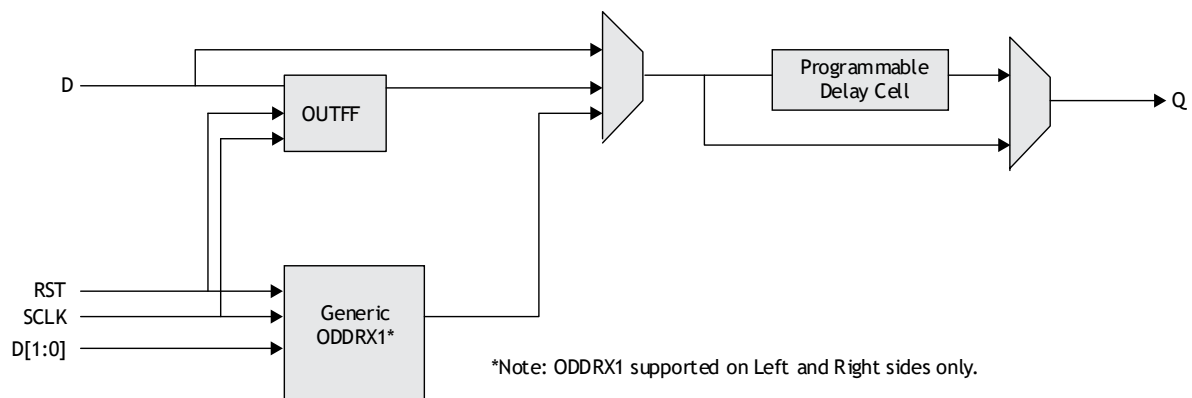 D
OUTFF
Programmable
Delay Cell
Q
RST
SCLK
D[1:0]
Generic
ODDRX1*
*Note: ODDRX1 supported on Left and Right sides only.